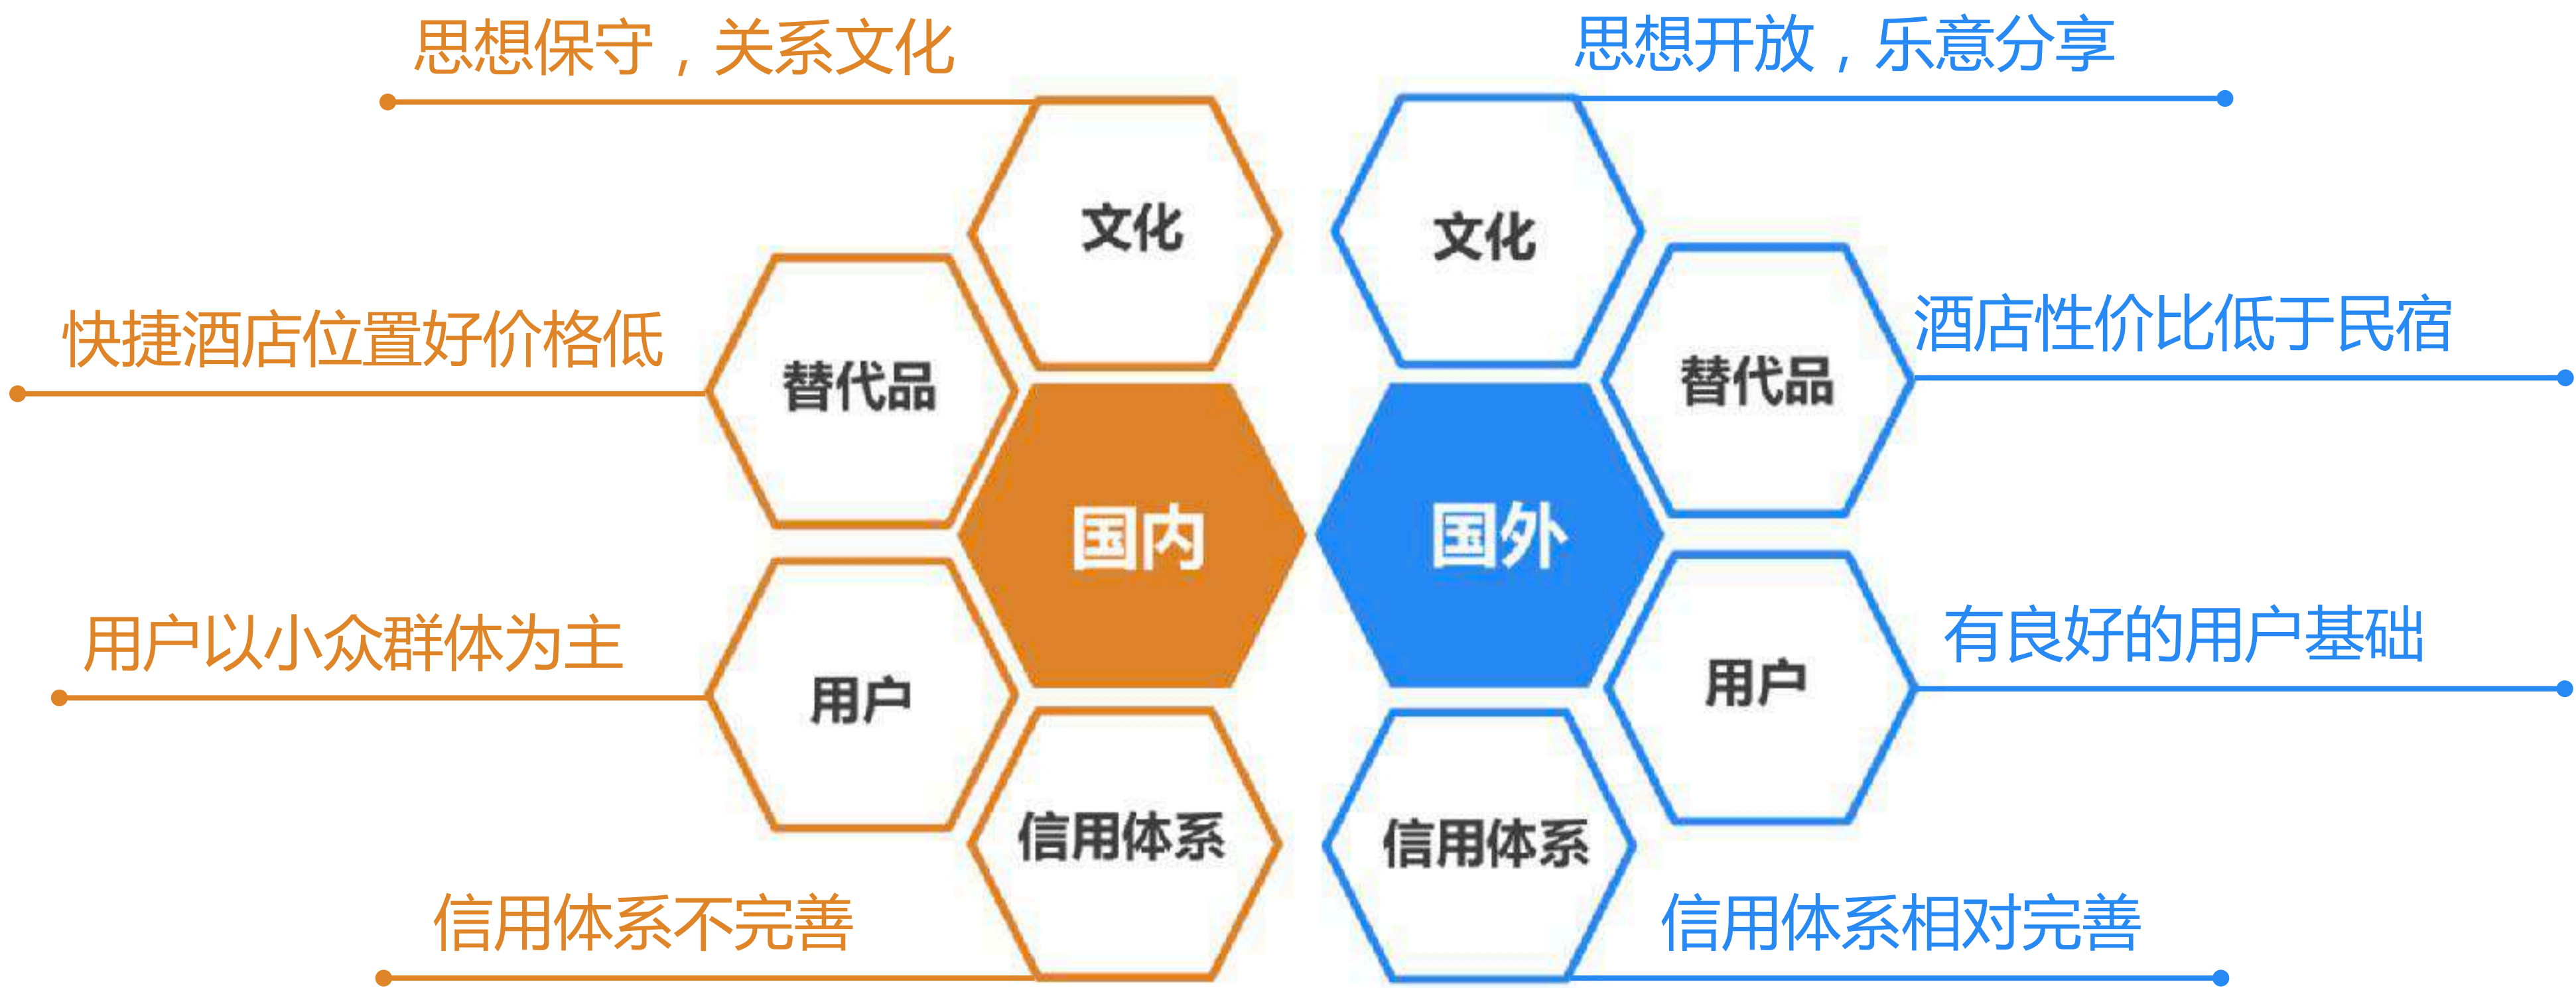 思想保守，关系文化
文化
快捷酒店位置好价格低
替代品
国内
用户以小众群体为主
用户
信用体系
信用体系不完善
思想开放，乐意分享
文化
酒店性价比低于民宿
替代品
国外
有良好的用户基础
用户
信用体系
信用体系相对完善